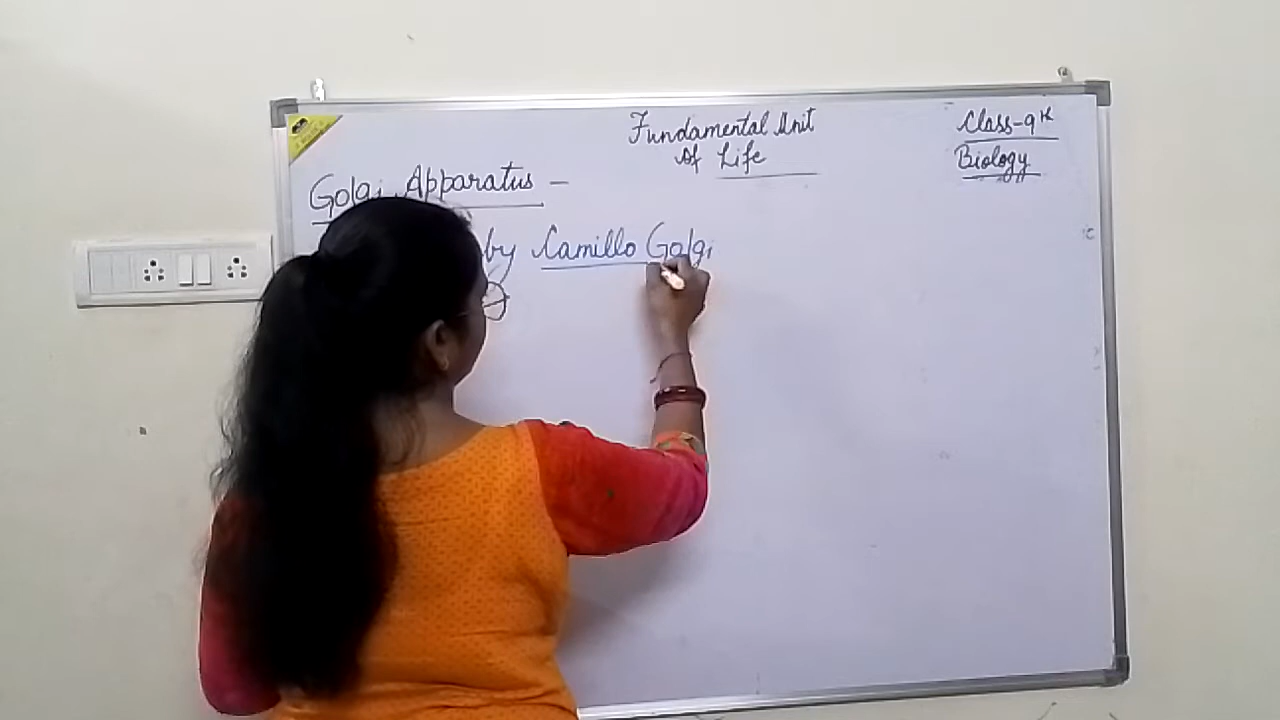 Fundamental Unit
Of Life
Class-9th
Biology
Golgi Apparatus -
by Camillo Golgi